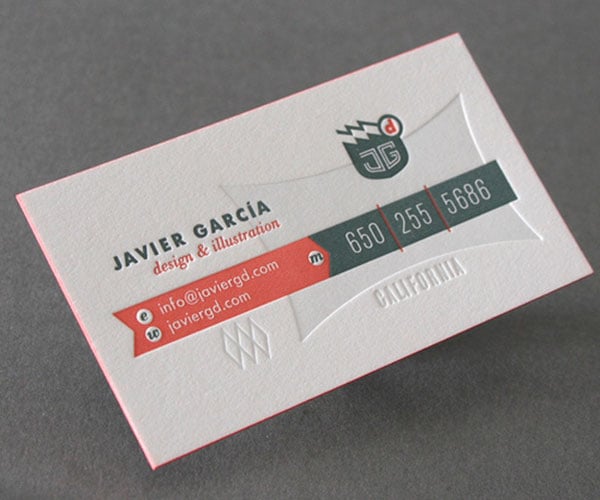 d
JG
JAVIER GARCÍA
design & illustration
m 650 255 5686
e info@javiergd.com
w javiergd.com
CALIFORNIA